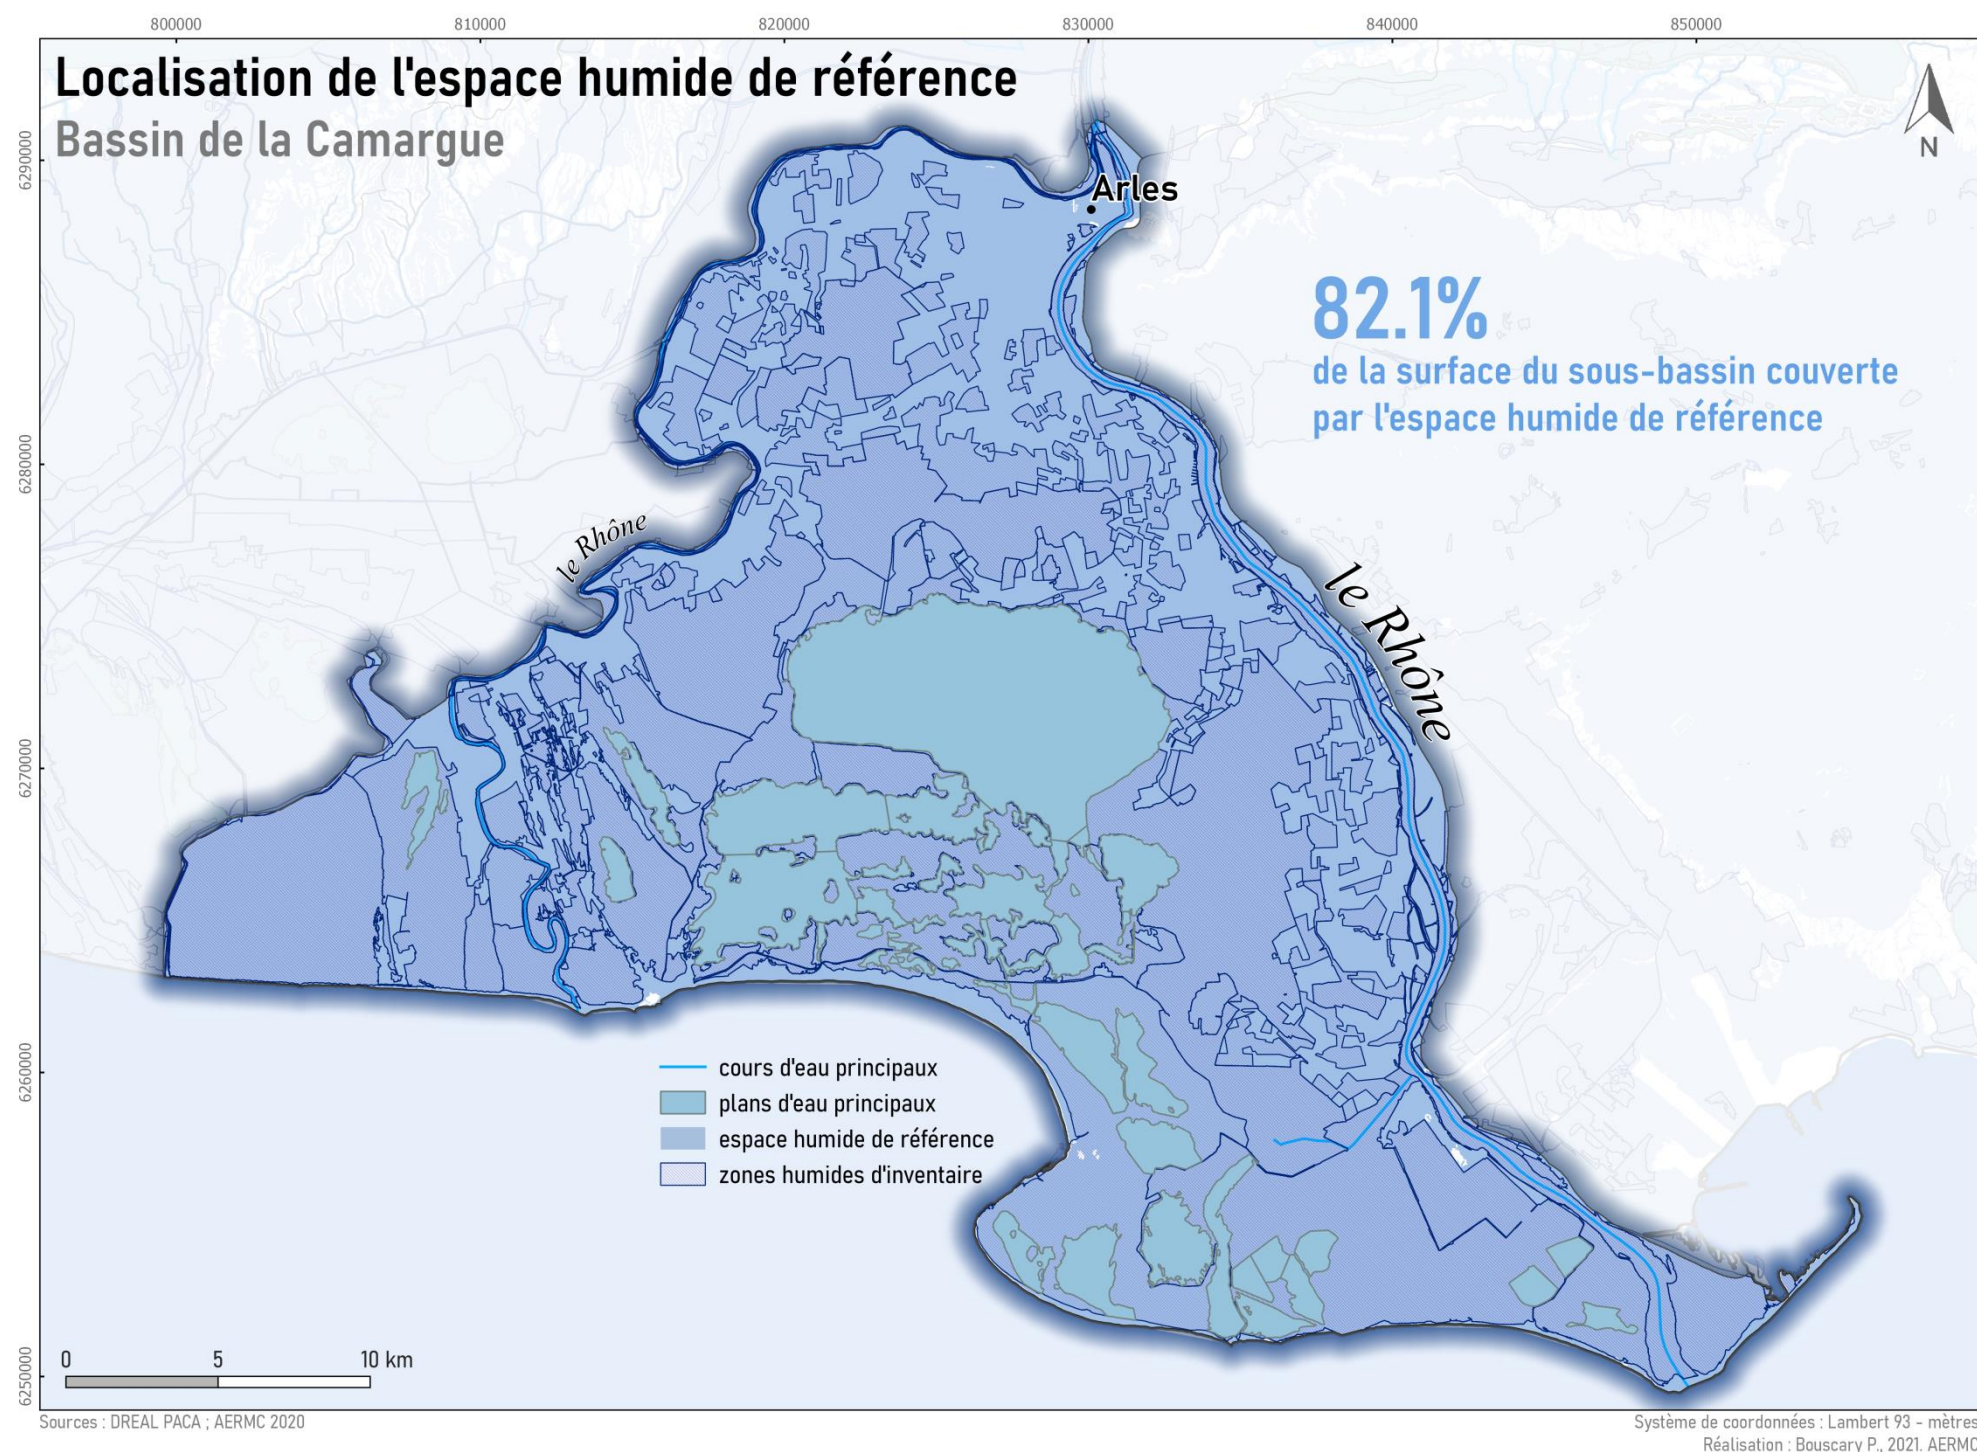 800000 810000 820000 830000 840000 850000
Localisation de l'espace humide de référence
Bassin de la Camargue
N
6290000
Arles
82.1%
de la surface du sous-bassin couverte
par l'espace humide de référence
6280000
le Rhône
le Rhône
6270000
6260000
cours d'eau principaux
plans d'eau principaux
espace humide de référence
zones humides d'inventaire
6250000
0 5 10 km
Sources : DREAL PACA ; AERMC 2020
Système de coordonnées : Lambert 93 - mètres
Réalisation : Bouscary P., 2021. AERMC